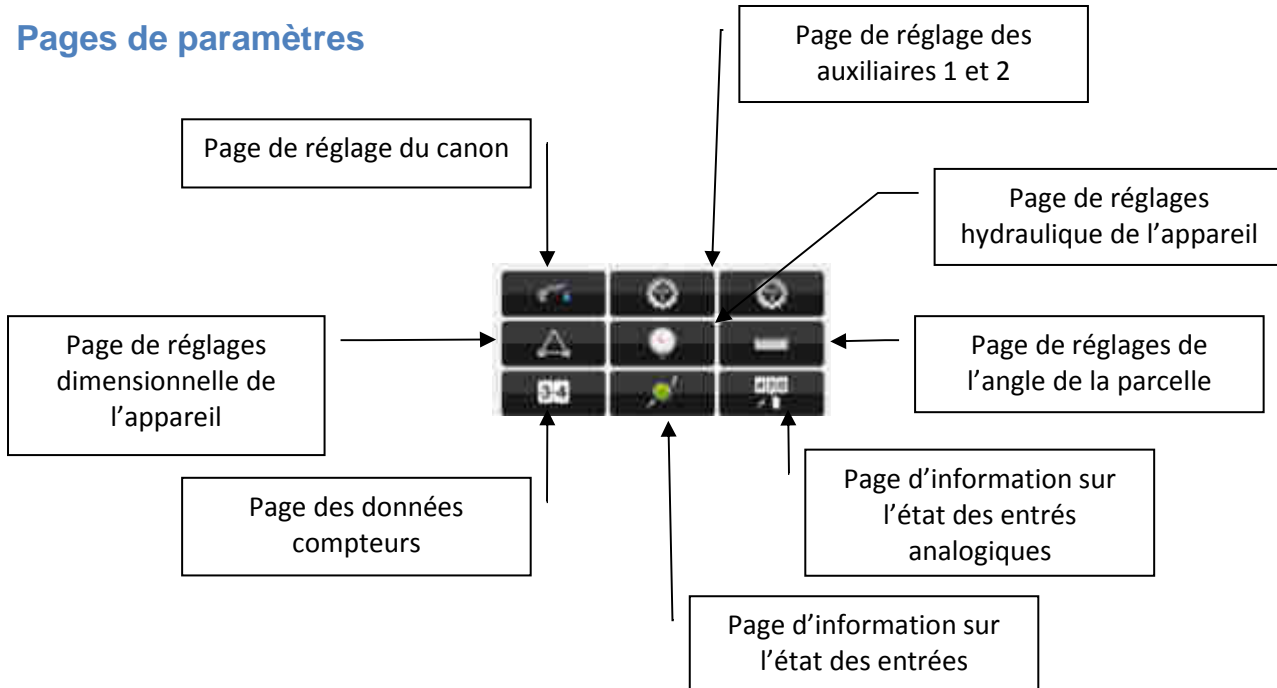 Pages de paramètres
Page de réglage des
auxiliaires 1 et 2
Page de réglage du canon
Page de réglages
hydraulique de l’appareil
Page de réglages
dimensionnelle de
l’appareil
Page de réglages de
l’angle de la parcelle
34
Page des données
compteurs
Page d’information sur
l’état des entrés
analogiques
Page d’information sur
l’état des entrées